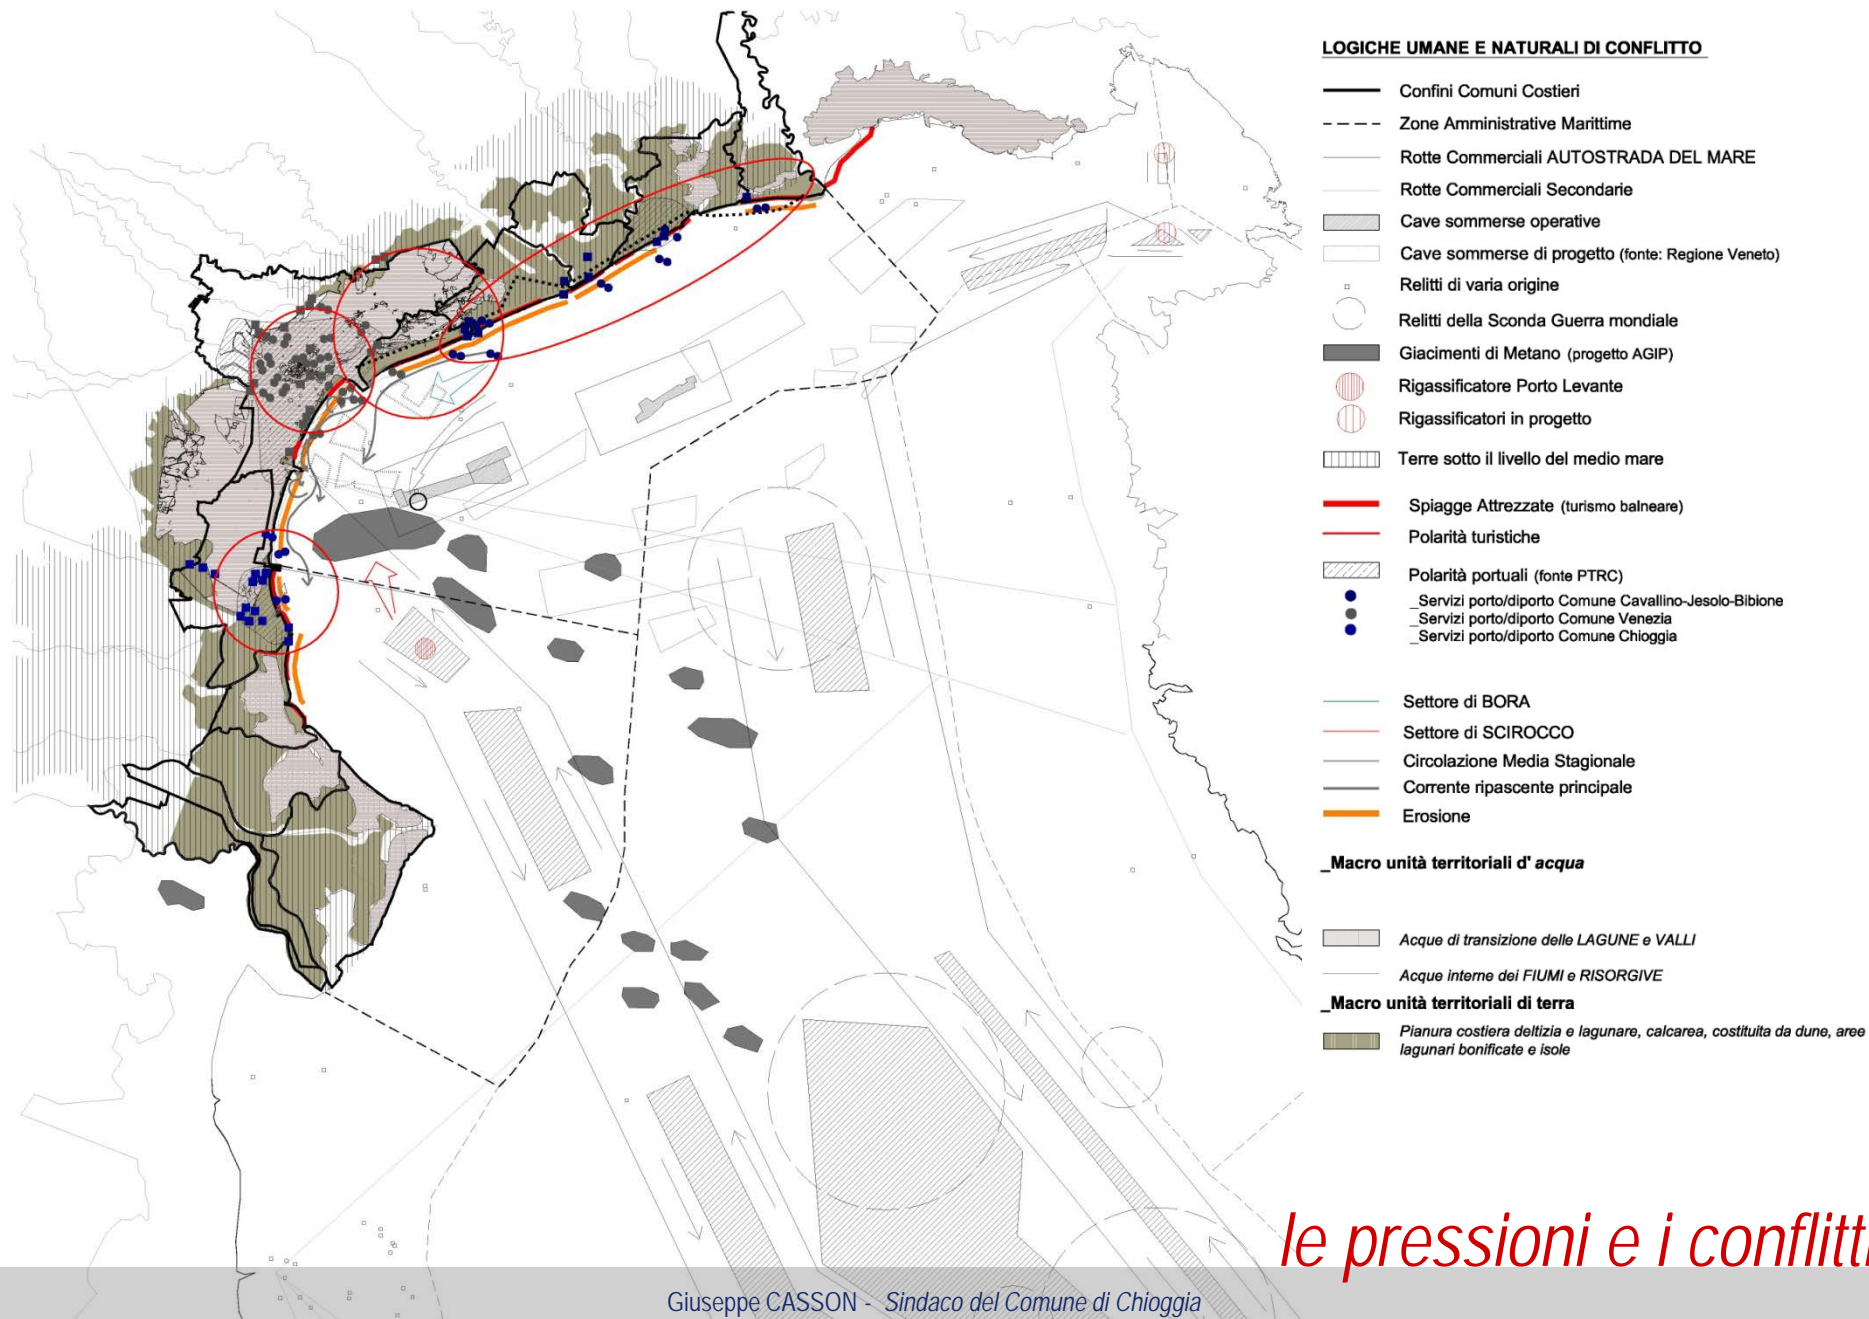 LOGICHE UMANE E NATURALI DI CONFLITTO
Confini Comuni Costieri
Zone Amministrative Marittime
Rotte Commerciali AUTOSTRADA DEL MARE
Rotte Commerciali Secondarie
Cave sommerse operative
Cave sommerse di progetto (fonte: Regione Veneto)
Relitti di varia origine
Relitti della Sconda Guerra mondiale
Giacimenti di Metano (progetto AGIP)
Rigassificatore Porto Levante
Rigassificatori in progetto
Terre sotto il livello del medio mare
Spiagge Attrezzate (turismo balneare)
Polarità turistiche
Polarità portuali (fonte PTRC)
_Servizi porto/diporto Comune Cavallino-Jesolo-Bibione
_Servizi porto/diporto Comune Venezia
_Servizi porto/diporto Comune Chioggia
Settore di BORA
Settore di SCIROCCO
Circolazione Media Stagionale
Corrente ripascente principale
Erosione
_Macro unità territoriali d' acqua
Acque di transizione delle LAGUNE e VALLI
Acque interne dei FIUMI e RISORGIVE
_Macro unità territoriali di terra
Pianura costiera deltizia e lagunare, calcarea, costituita da dune, aree
lagunari bonificate e isole
le pressioni e i conflitti
Giuseppe CASSON - Sindaco del Comune di Chioggia